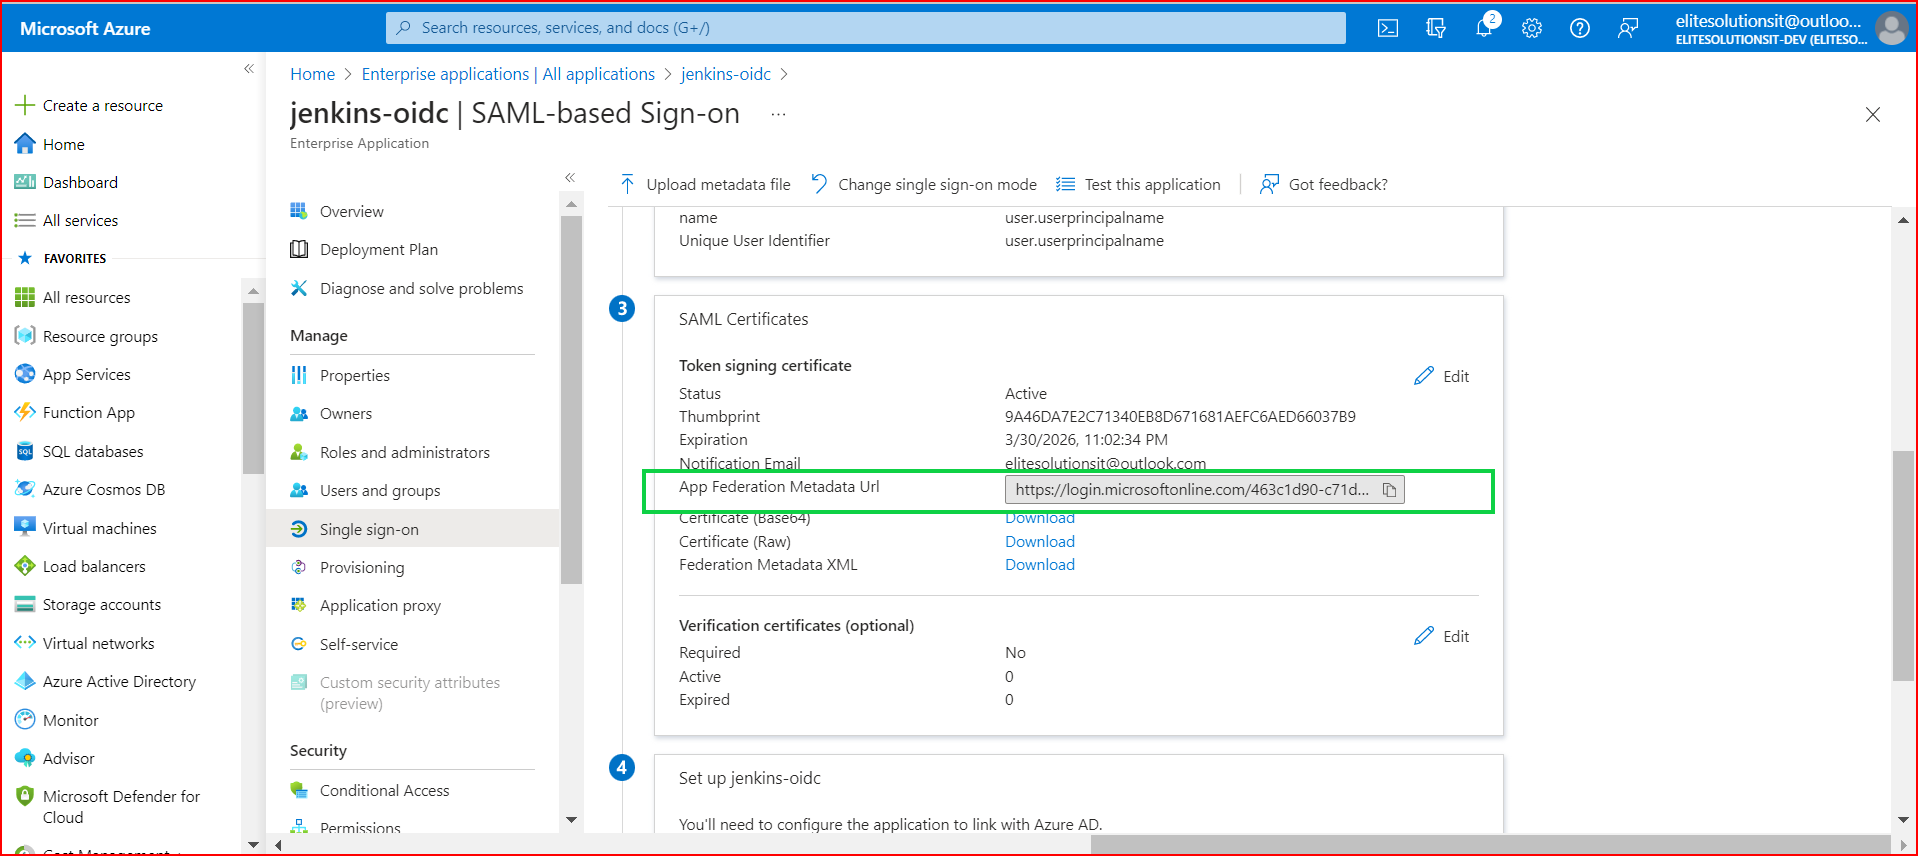 Microsoft Azure
Search resources, services, and docs (G+/)
2
elitesolutionsit@outloo...
ELITESOLUTIONSIT-DEV (ELITESO...
Create a resource
Home
Dashboard
All services
FAVORITES
All resources
Resource groups
App Services
Function App
SQL databases
Azure Cosmos DB
Virtual machines
Load balancers
Storage accounts
Virtual networks
Azure Active Directory
Monitor
Advisor
Microsoft Defender for
Cloud
Cost Management +
Home > Enterprise applications | All applications > jenkins-oidc >
jenkins-oidc | SAML-based Sign-on ...
Enterprise Application
Overview
Deployment Plan
Diagnose and solve problems
Manage
Properties
Owners
Roles and administrators
Users and groups
Single sign-on
Provisioning
Application proxy
Self-service
Custom security attributes
(preview)
Security
Conditional Access
Permissions
Upload metadata file Change single sign-on mode Test this application | Got feedback?
name user.userprincipalname
Unique User Identifier user.userprincipalname
3
SAML Certificates
Token signing certificate
Edit
Status Active
Thumbprint 9A46DA7E2C71340EB8D671681AEFC6AED66037B9
Expiration 3/30/2026, 11:02:34 PM
Notification Email elitesolutionsit@outlook.com
App Federation Metadata Url https://login.microsoftonline.com/463c1d90-c71d...
Certificate (Base64) Download
Certificate (Raw) Download
Federation Metadata XML Download
Verification certificates (optional)
Edit
Required No
Active 0
Expired 0
4
Set up jenkins-oidc
You'll need to configure the application to link with Azure AD.